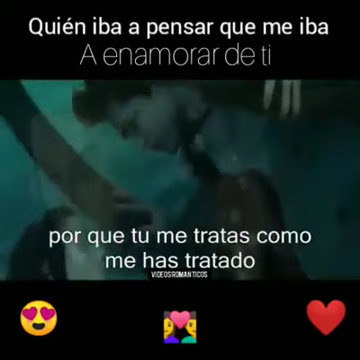 Quién iba a pensar que me iba
A enamorar de ti
por que tu me tratas como
me has tratado
VIDEOSROMANTICOS